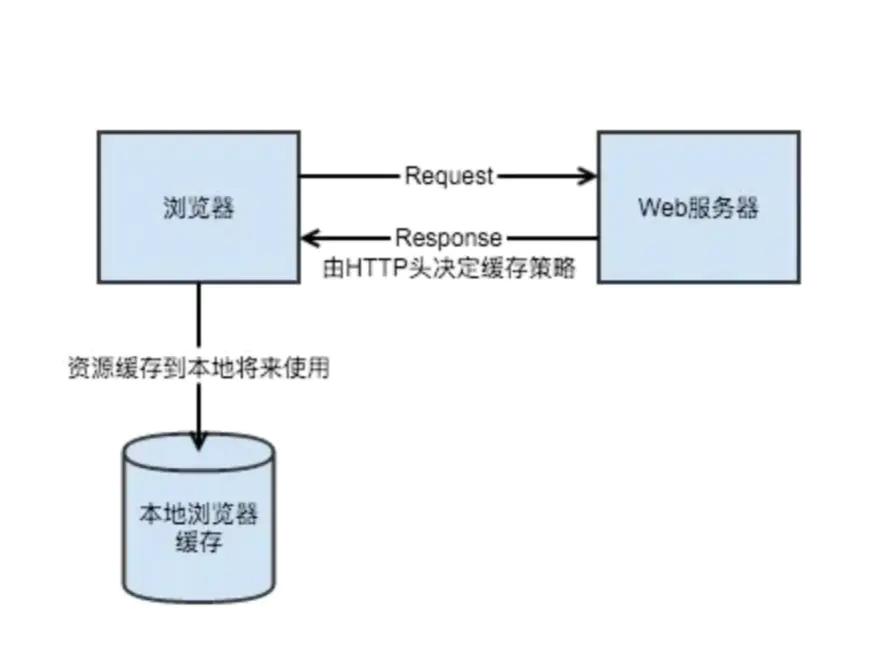 浏览器
Request
Web服务器
Response
由HTTP头决定缓存策略
资源缓存到本地将来使用
本地浏览器
缓存